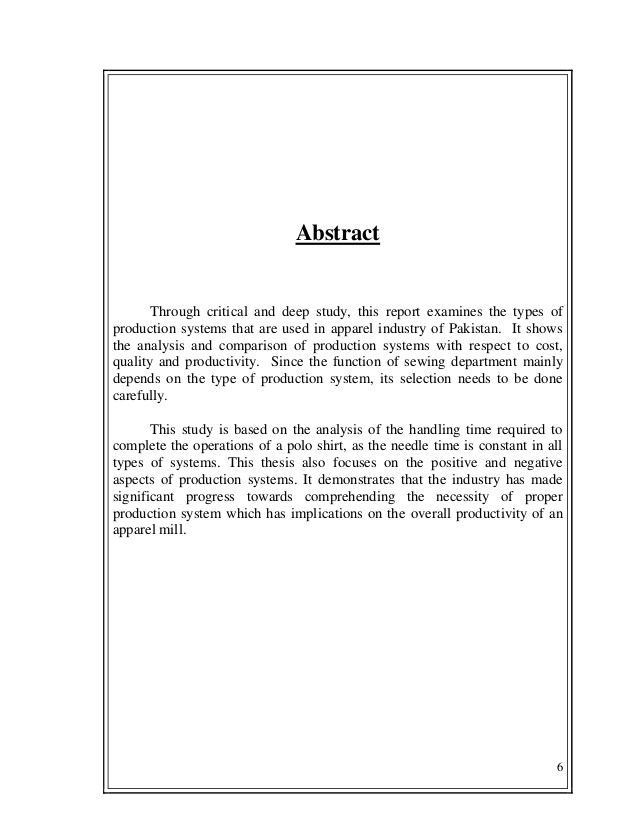 Abstract
Through critical and deep study, this report examines the types of
production systems that are used in apparel industry of Pakistan.  It shows
the analysis and comparison of production systems with respect to cost,
quality and productivity.  Since the function of sewing department mainly
depends on the type of production system, its selection needs to be done
carefully.
This study is based on the analysis of the handling time required to
complete the operations of a polo shirt, as the needle time is constant in all
types of systems. This thesis also focuses on the positive and negative
aspects of production systems. It demonstrates that the industry has made
significant progress towards comprehending the necessity of proper
production system which has implications on the overall productivity of an
apparel mill.
6